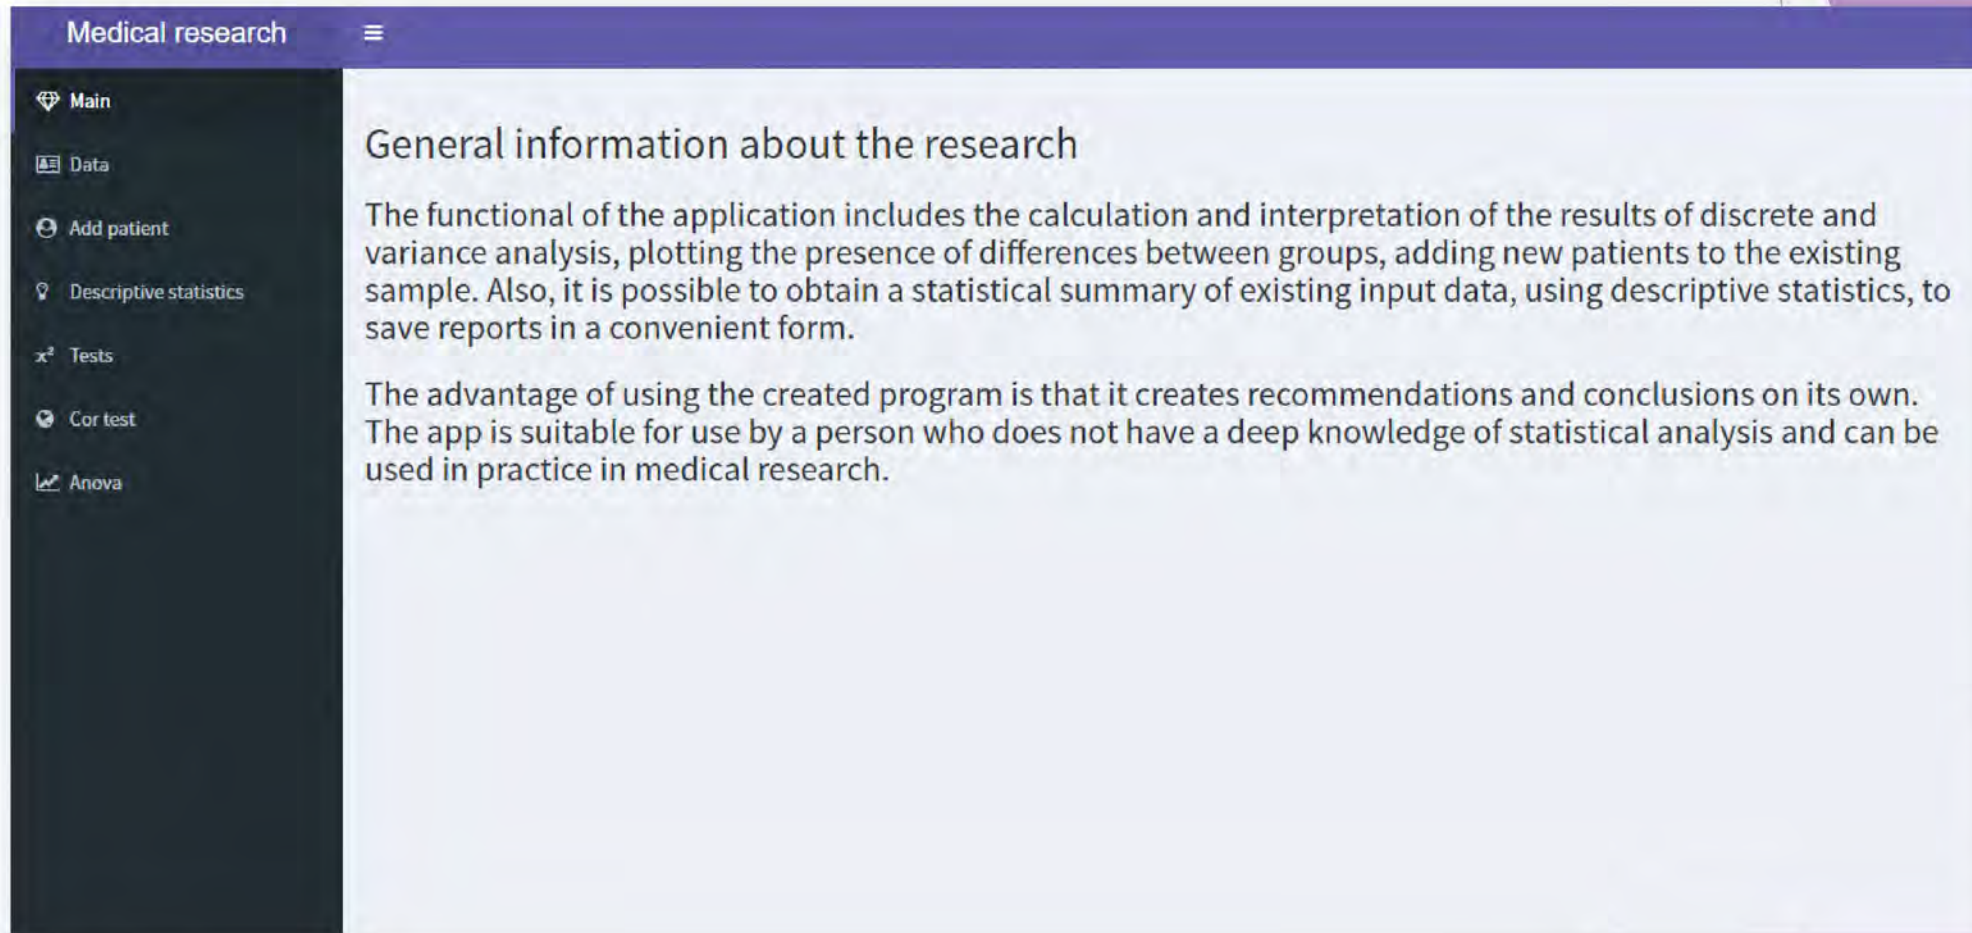 Medical research
Main
Data
Add patient
Descriptive statistics
x² Tests
Cor test
Anova
General information about the research
The functional of the application includes the calculation and interpretation of the results of discrete and
variance analysis, plotting the presence of differences between groups, adding new patients to the existing
sample. Also, it is possible to obtain a statistical summary of existing input data, using descriptive statistics, to
save reports in a convenient form.
The advantage of using the created program is that it creates recommendations and conclusions on its own.
The app is suitable for use by a person who does not have a deep knowledge of statistical analysis and can be
used in practice in medical research.